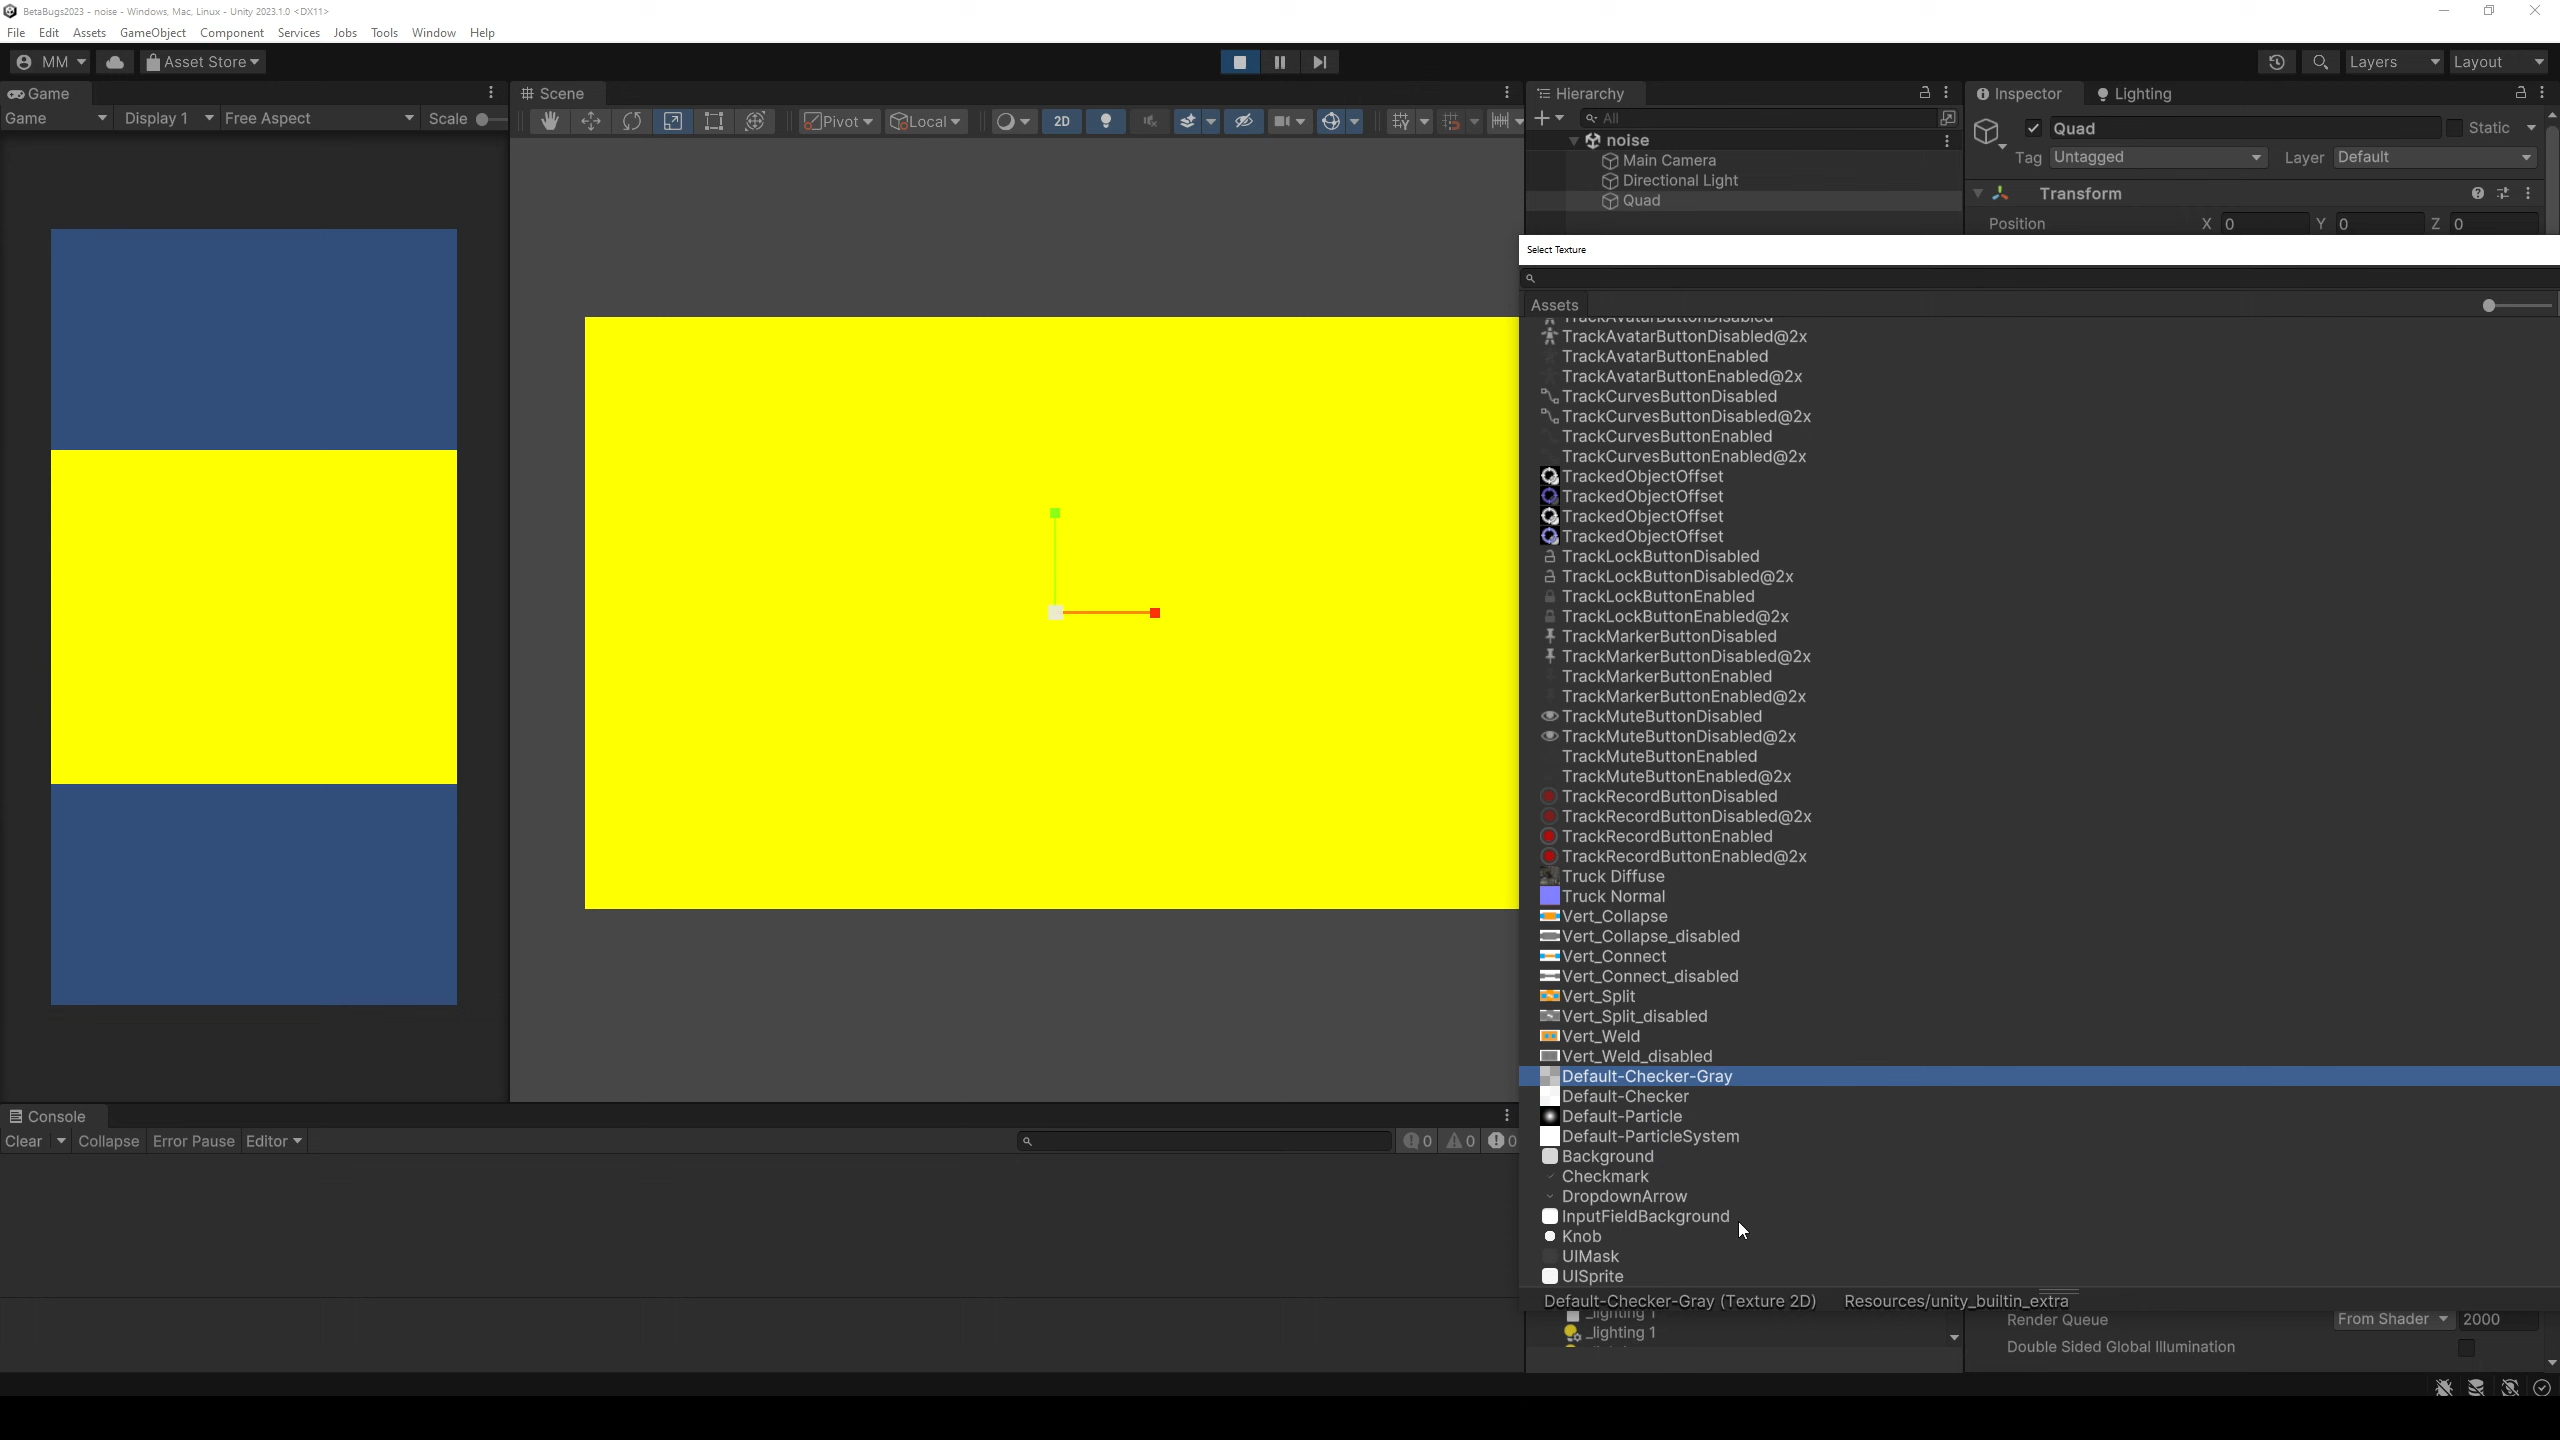 BetaBugs2023 - noise - Windows, Mac, Linux - Unity 2023.1.0 <DX11>
File Edit Assets GameObject Component Services Jobs Tools Window Help
MM Asset Store Layers Layout
Game Scene Hierarchy Inspector Lighting
Game Display 1 Free Aspect Scale Pivot Local 2D All Quad Static
noise
Main Camera Tag Untagged Layer Default
Directional Light
Quad Transform
Position X 0 Y 0 Z 0
Select Texture
Assets
TrackAvatarButtonDisabled
TrackAvatarButtonDisabled@2x
TrackAvatarButtonEnabled
TrackAvatarButtonEnabled@2x
TrackCurvesButtonDisabled
TrackCurvesButtonDisabled@2x
TrackCurvesButtonEnabled
TrackCurvesButtonEnabled@2x
TrackedObjectOffset
TrackedObjectOffset
TrackedObjectOffset
TrackedObjectOffset
TrackLockButtonDisabled
TrackLockButtonDisabled@2x
TrackLockButtonEnabled
TrackLockButtonEnabled@2x
TrackMarkerButtonDisabled
TrackMarkerButtonDisabled@2x
TrackMarkerButtonEnabled
TrackMarkerButtonEnabled@2x
TrackMuteButtonDisabled
TrackMuteButtonDisabled@2x
TrackMuteButtonEnabled
TrackMuteButtonEnabled@2x
TrackRecordButtonDisabled
TrackRecordButtonDisabled@2x
TrackRecordButtonEnabled
TrackRecordButtonEnabled@2x
Truck Diffuse
Truck Normal
Vert_Collapse
Vert_Collapse_disabled
Vert_Connect
Vert_Connect_disabled
Vert_Split
Vert_Split_disabled
Vert_Weld
Vert_Weld_disabled
Default-Checker-Gray
Default-Checker
Default-Particle
Default-ParticleSystem
Background
Checkmark
DropdownArrow
InputFieldBackground
Knob
UIMask
UISprite
Default-Checker-Gray (Texture 2D) Resources/unity_builtin_extra
Console
Clear Collapse Error Pause Editor 0 0 0
_lighting 1
_lighting 1
Render Queue From Shader 2000
Double Sided Global Illumination